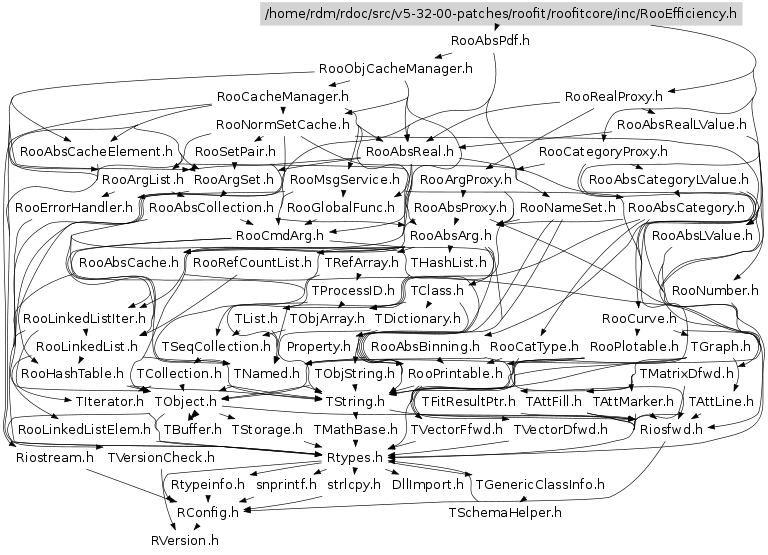 /home/rdm/rdoc/src/v5-32-00-patches/roofit/roofitcore/inc/RooEfficiency.h
RooAbsPdf.h
RooObjCacheManager.h
RooCacheManager.h RooRealProxy.h
RooNormSetCache.h RooAbsRealLValue.h
RooAbsCacheElement.h RooSetPair.h RooAbsReal.h RooCategoryProxy.h
RooArgList.h RooArgSet.h RooMsgService.h RooArgProxy.h RooAbsCategoryLValue.h
RooErrorHandler.h RooAbsCollection.h RooGlobalFunc.h RooAbsProxy.h RooNameSet.h RooAbsCategory.h
RooCmdArg.h RooAbsArg.h RooAbsLValue.h
RooAbsCache.h RooRefCountList.h TRefArray.h THashList.h
TProcessID.h TClass.h RooNumber.h
RooLinkedListIter.h TList.h TObjArray.h TDictionary.h RooCurve.h
RooLinkedList.h TSeqCollection.h Property.h RooAbsBinning.h RooCatType.h RooPlotable.h TGraph.h
RooHashTable.h TCollection.h TNamed.h TObjString.h RooPrintable.h TMatrixDfwd.h
TIterator.h TObject.h TString.h TFitResultPtr.h TAttFill.h TAttMarker.h TAttLine.h
RooLinkedListElem.h TBuffer.h TStorage.h TMathBase.h TVectorFfwd.h TVectorDfwd.h Riosfwd.h
Riostream.h TVersionCheck.h Rtypes.h
Rtypeinfo.h snprintf.h strlcpy.h DllImport.h TGenericClassInfo.h
RConfig.h TSchemaHelper.h
RVersion.h